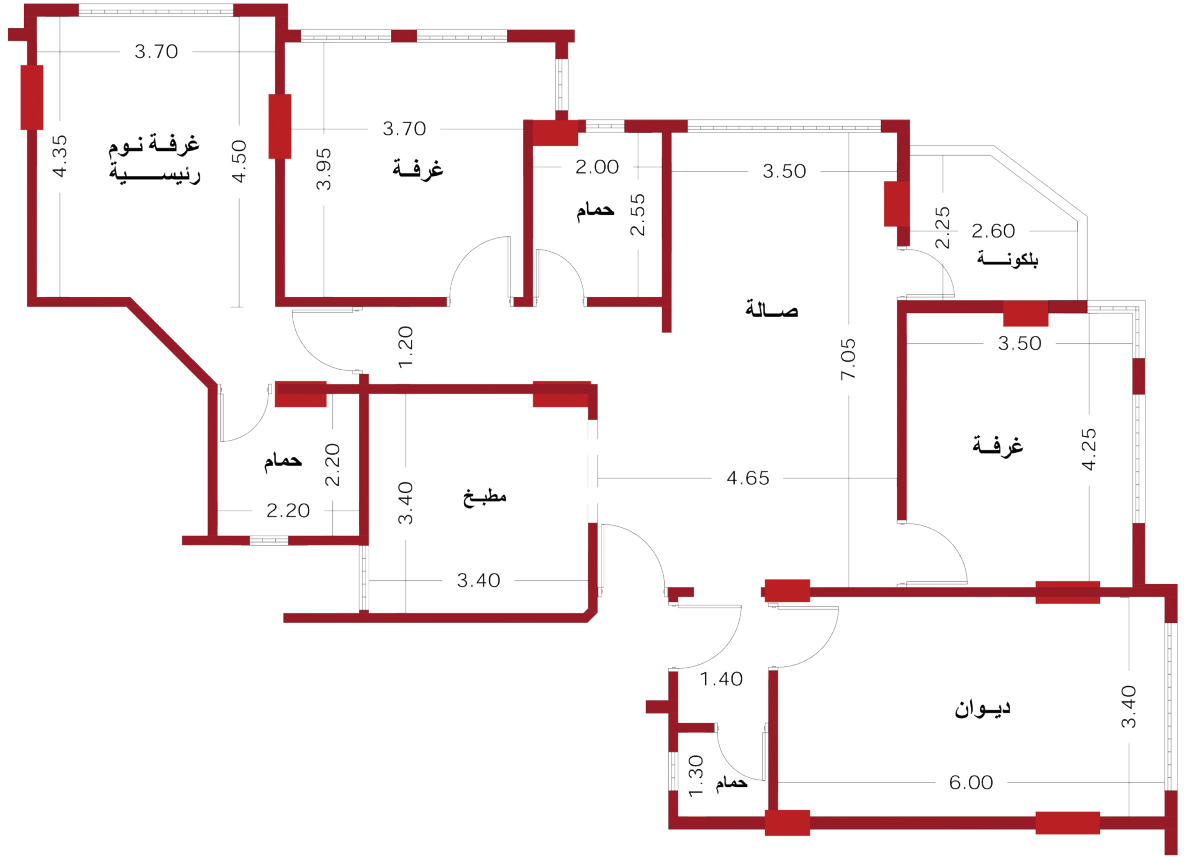 3.70
4.35
4.50
غرفة نوم
رئيسية
3.70
3.95
غرفة
2.00
2.55
حمام
3.50
7.05
صالة
2.25
2.60
بلكونة
1.20
3.50
4.25
غرفة
4.65
حمام
2.20
2.20
3.40
مطبخ
3.40
1.40
ديوان
3.40
6.00
1.30
حمام